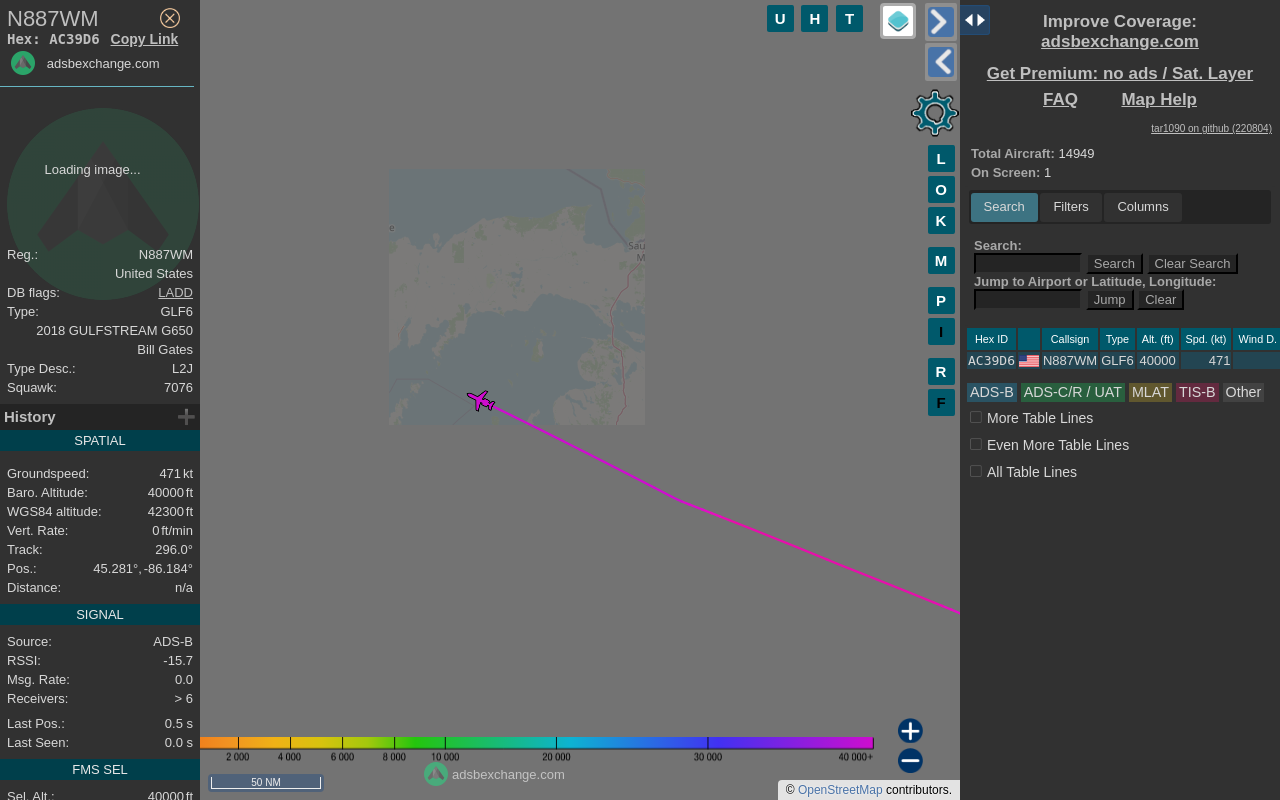 N887WM
Hex: AC39D6 Copy Link
adsbexchange.com
Loading image...
Reg.: N887WM
United States
DB flags: LADD
Type: GLF6
2018 GULFSTREAM G650
Bill Gates
Type Desc.: L2J
Squawk: 7076
History
SPATIAL
Groundspeed: 471 kt
Baro. Altitude: 40000 ft
WGS84 altitude: 42300 ft
Vert. Rate: 0 ft/min
Track: 296.0°
Pos.: 45.281°, -86.184°
Distance: n/a
SIGNAL
Source: ADS-B
RSSI: -15.7
Msg. Rate: 0.0
Receivers: > 6
Last Pos.: 0.5 s
Last Seen: 0.0 s
FMS SEL
Sel. Alt.: 40000 ft
U H T
L
O
K
M
P
I
R
F
e
Sau
M
2 000 4 000 6 000 8 000 10 000 20 000 30 000 40 000+
adsbexchange.com
50 NM
© OpenStreetMap contributors.
Improve Coverage:
adsbexchange.com
Get Premium: no ads / Sat. Layer
FAQ Map Help
tar1090 on github (220804)
Total Aircraft: 14949
On Screen: 1
Search Filters Columns
Search:
Search Clear Search
Jump to Airport or Latitude, Longitude:
Jump Clear
Hex ID Callsign Type Alt. (ft) Spd. (kt) Wind D.
AC39D6 N887WM GLF6 40000 471
ADS-B ADS-C/R / UAT MLAT TIS-B Other
More Table Lines
Even More Table Lines
All Table Lines